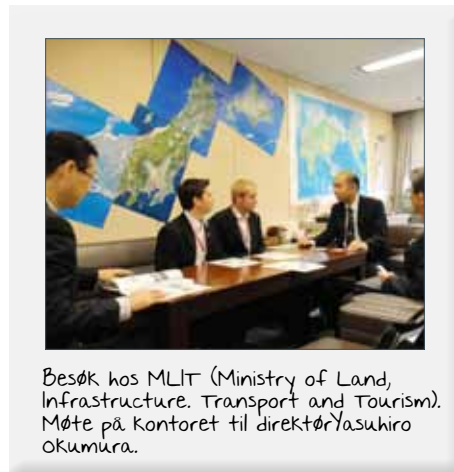 Besøk hos MLIT (Ministry of Land,
Infrastructure. Transport and Tourism).
Møte på kontoret til direktørYasuhiro
Okumura.